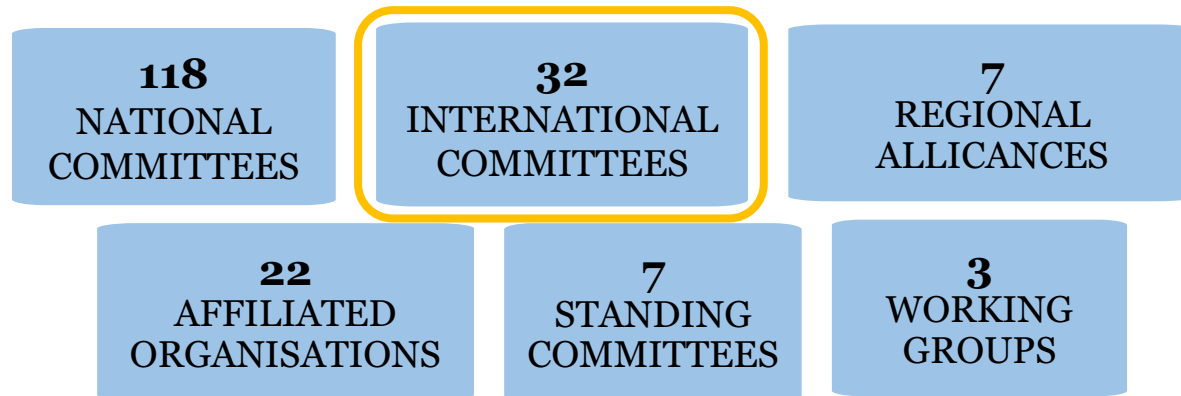 118
NATIONAL
COMMITTEES
32
INTERNATIONAL
COMMITTEES
7
REGIONAL
ALLICANCES
22
AFFILIATED
ORGANISATIONS
7
STANDING
COMMITTEES
3
WORKING
GROUPS